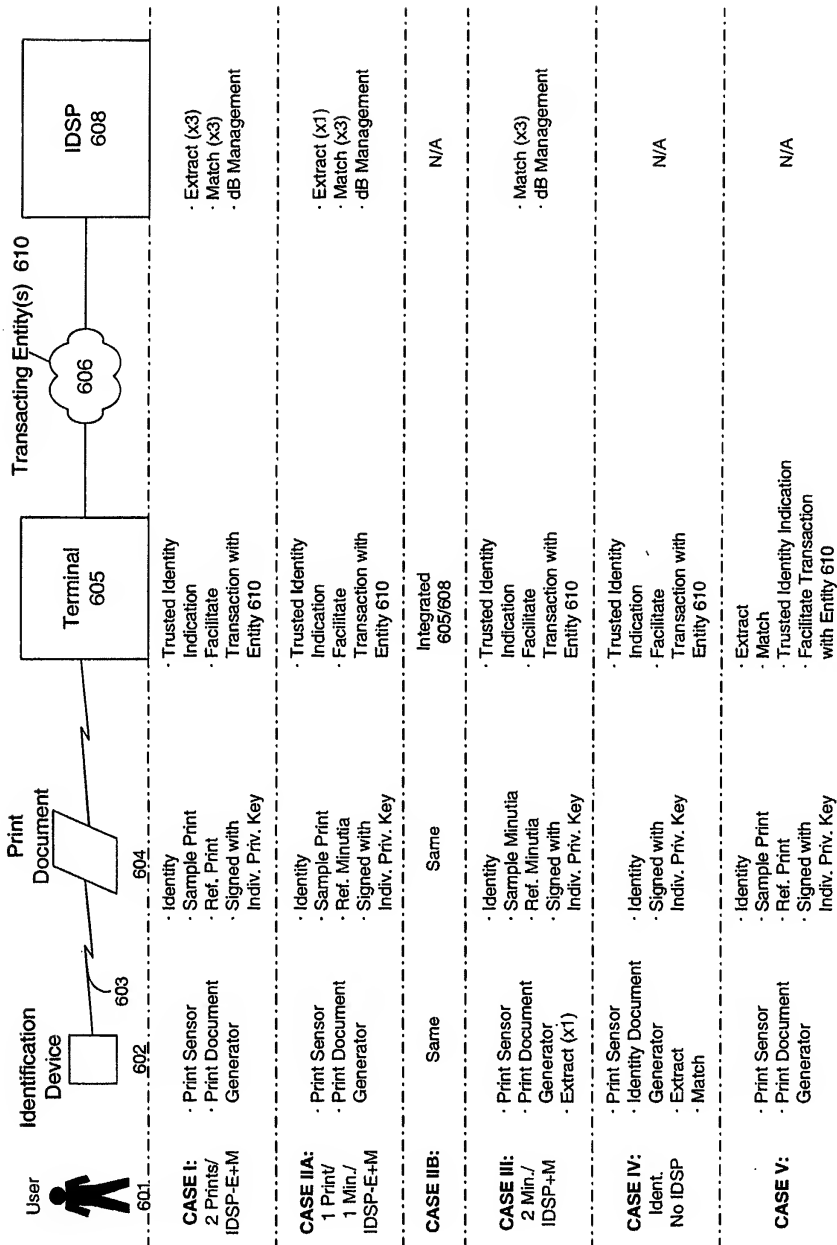 User
601
Identification
Device
602
603
Print
Document
604
Terminal
605
Transacting Entity(s) 610
606
IDSP
608
CASE I:
2 Prints/
IDSP-E+M
· Print Sensor
· Print Document
Generator
· Identity
· Sample Print
· Ref. Print
· Signed with
Indiv. Priv. Key
· Trusted Identity
Indication
· Facilitate
Transaction with
Entity 610
· Extract (x3)
· Match (x3)
· dB Management
CASE IIA:
1 Print/
1 Min./
IDSP-E+M
· Print Sensor
· Print Document
Generator
· Identity
· Sample Print
· Ref. Minutia
· Signed with
Indiv. Priv. Key
· Trusted Identity
Indication
· Facilitate
Transaction with
Entity 610
· Extract (x1)
· Match (x3)
· dB Management
CASE IIB:
Same
Same
Integrated
605/608
N/A
CASE III:
2 Min./
IDSP+M
· Print Sensor
· Print Document
Generator
· Extract (x1)
· Identity
· Sample Minutia
· Ref. Minutia
· Signed with
Indiv. Priv. Key
· Trusted Identity
Indication
· Facilitate
Transaction with
Entity 610
· Match (x3)
· dB Management
CASE IV:
Ident.
No IDSP
· Print Sensor
· Identity Document
Generator
· Extract
· Match
· Identity
· Signed with
Indiv. Priv. Key
· Trusted Identity
Indication
· Facilitate
Transaction with
Entity 610
N/A
CASE V:
· Print Sensor
· Print Document
Generator
· Identity
· Sample Print
· Ref. Print
· Signed with
Indiv. Priv. Key
· Extract
· Match
· Trusted Identity Indication
· Facilitate Transaction
with Entity 610
N/A